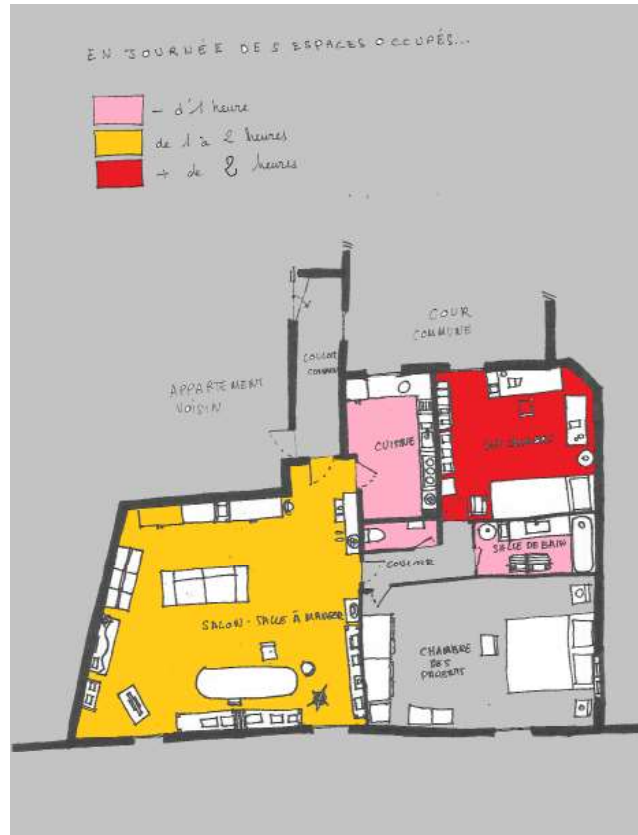 EN JOURNÉE DES ESPACES OCCUPÉS...
- d'1 heure
de 1 à 2 heures
+ de 2 heures
COUR
COMMUNE
COULOIR
COMMUN
APPARTEMENT
VOISIN
CUISINE
SALLE DE BAIN
COULOIR
SALON - SALLE À MANGER
CHAMBRE
DES
PARENTS